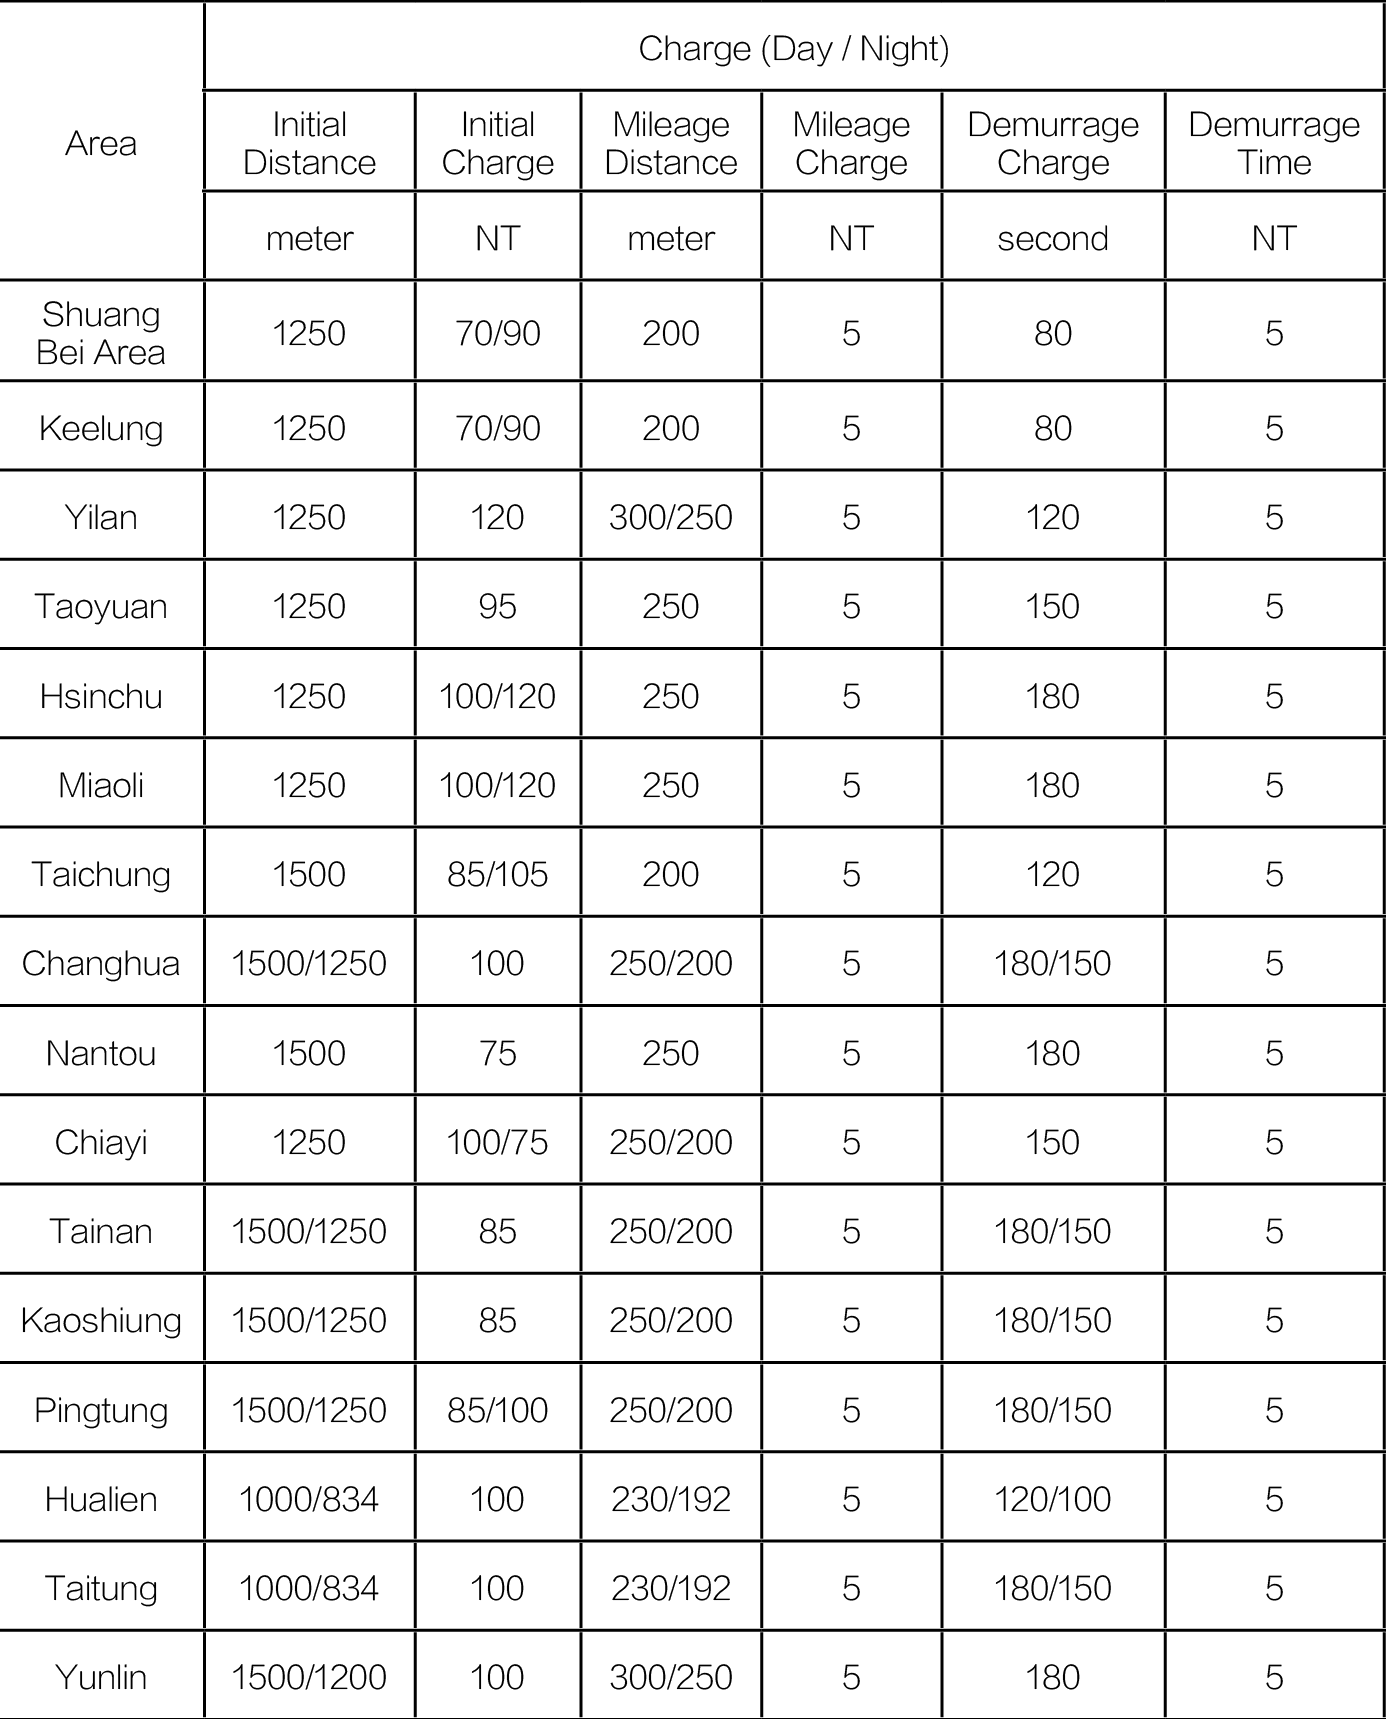 Area
Charge (Day / Night)
Initial Distance
Initial Charge
Mileage Distance
Mileage Charge
Demurrage Charge
Demurrage Time
meter NT meter NT second NT
Shuang Bei Area 1250 70/90 200 5 80 5
Keelung 1250 70/90 200 5 80 5
Yilan 1250 120 300/250 5 120 5
Taoyuan 1250 95 250 5 150 5
Hsinchu 1250 100/120 250 5 180 5
Miaoli 1250 100/120 250 5 180 5
Taichung 1500 85/105 200 5 120 5
Changhua 1500/1250 100 250/200 5 180/150 5
Nantou 1500 75 250 5 180 5
Chiayi 1250 100/75 250/200 5 150 5
Tainan 1500/1250 85 250/200 5 180/150 5
Kaoshiung 1500/1250 85 250/200 5 180/150 5
Pingtung 1500/1250 85/100 250/200 5 180/150 5
Hualien 1000/834 100 230/192 5 120/100 5
Taitung 1000/834 100 230/192 5 180/150 5
Yunlin 1500/1200 100 300/250 5 180 5